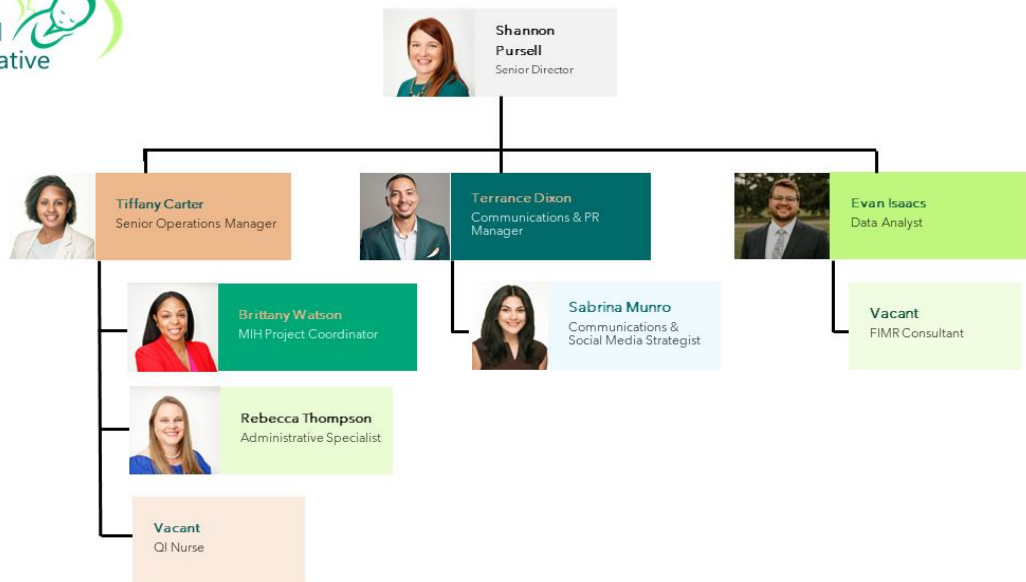 ative
Shannon
Pursell
Senior Director
Tiffany Carter
Senior Operations Manager
Terrance Dixon
Communications & PR
Manager
Evan Isaacs
Data Analyst
Brittany Watson
MIH Project Coordinator
Sabrina Munro
Communications &
Social Media Strategist
Vacant
FIMR Consultant
Rebecca Thompson
Administrative Specialist
Vacant
QI Nurse